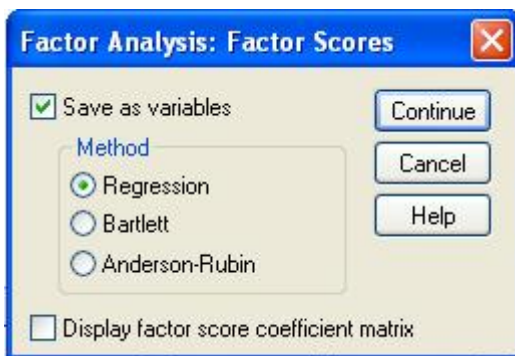 Factor Analysis: Factor Scores
Save as variables
Continue
Method
Cancel
Regression
Help
Bartlett
Anderson-Rubin
Display factor score coefficient matrix